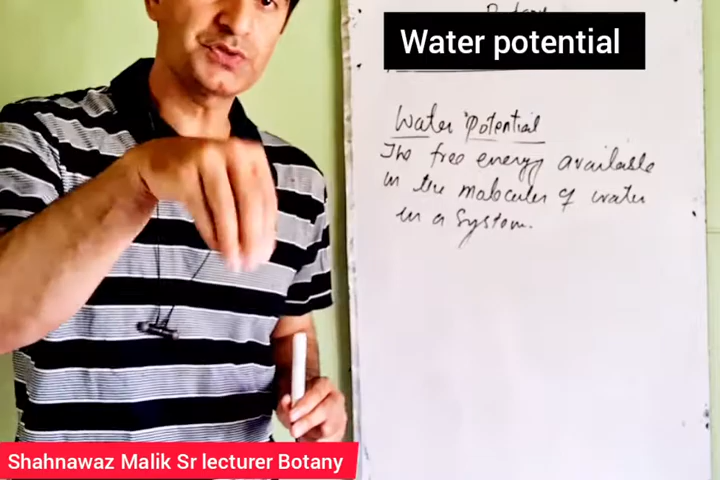 Botany
Water potential
Water Potential
The free energy available
in the molecules of water
in a system.
Shahnawaz Malik Sr lecturer Botany